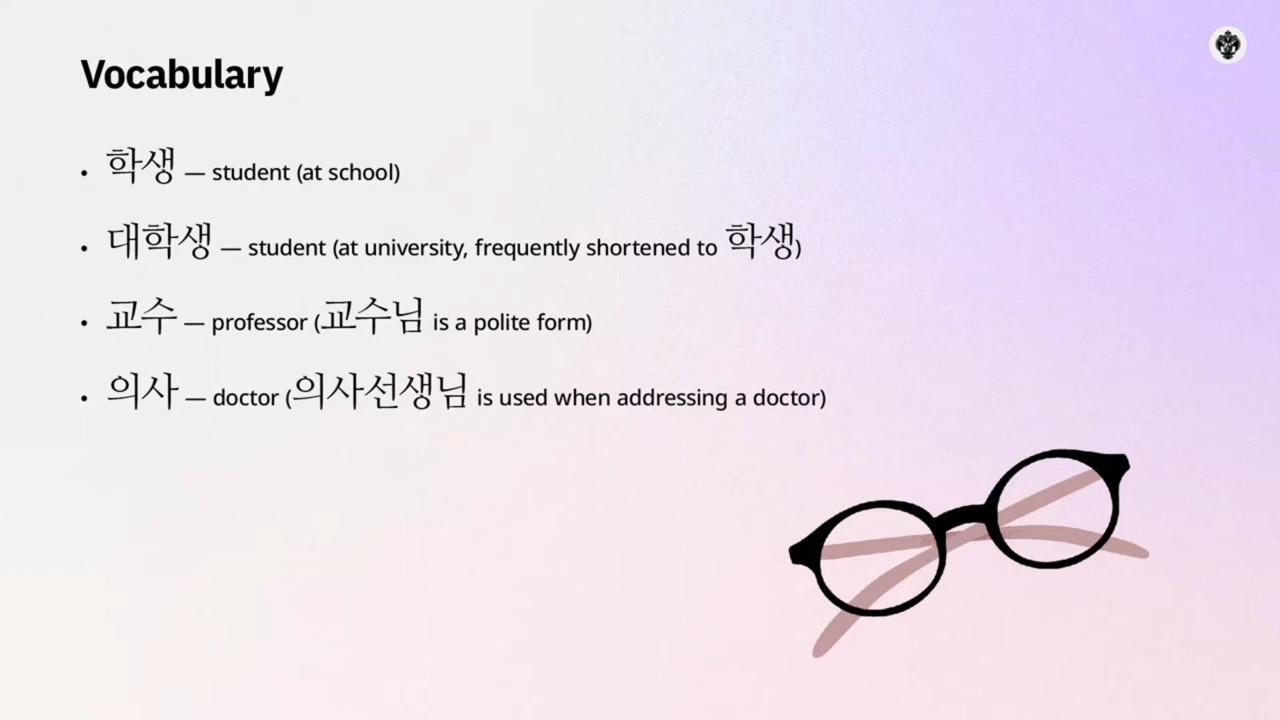 Vocabulary
• 학생 — student (at school)
• 대학생 — student (at university, frequently shortened to 학생)
• 교수 — professor (교수님 is a polite form)
• 의사 — doctor (의사선생님 is used when addressing a doctor)